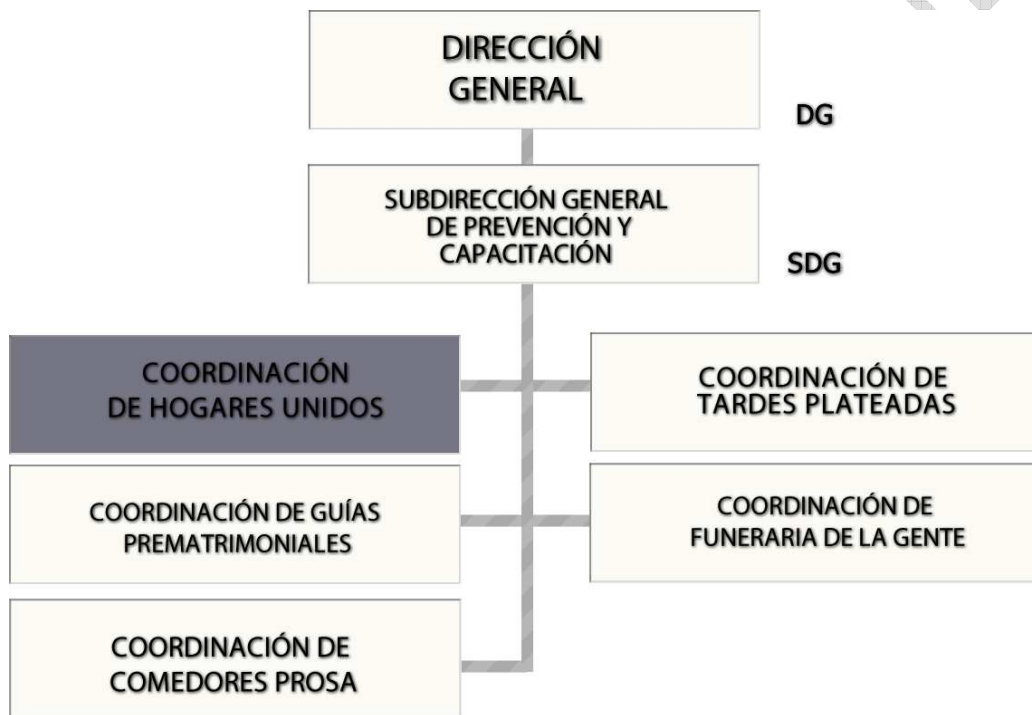 DIRECCIÓN
GENERAL
DG
SUBDIRECCIÓN GENERAL
DE PREVENCIÓN Y
CAPACITACIÓN
SDG
COORDINACIÓN
DE HOGARES UNIDOS
COORDINACIÓN DE
TARDES PLATEADAS
COORDINACIÓN DE GUÍAS
PREMATRIMONIALES
COORDINACIÓN DE
FUNERARIA DE LA GENTE
COORDINACIÓN DE
COMEDORES PROSA